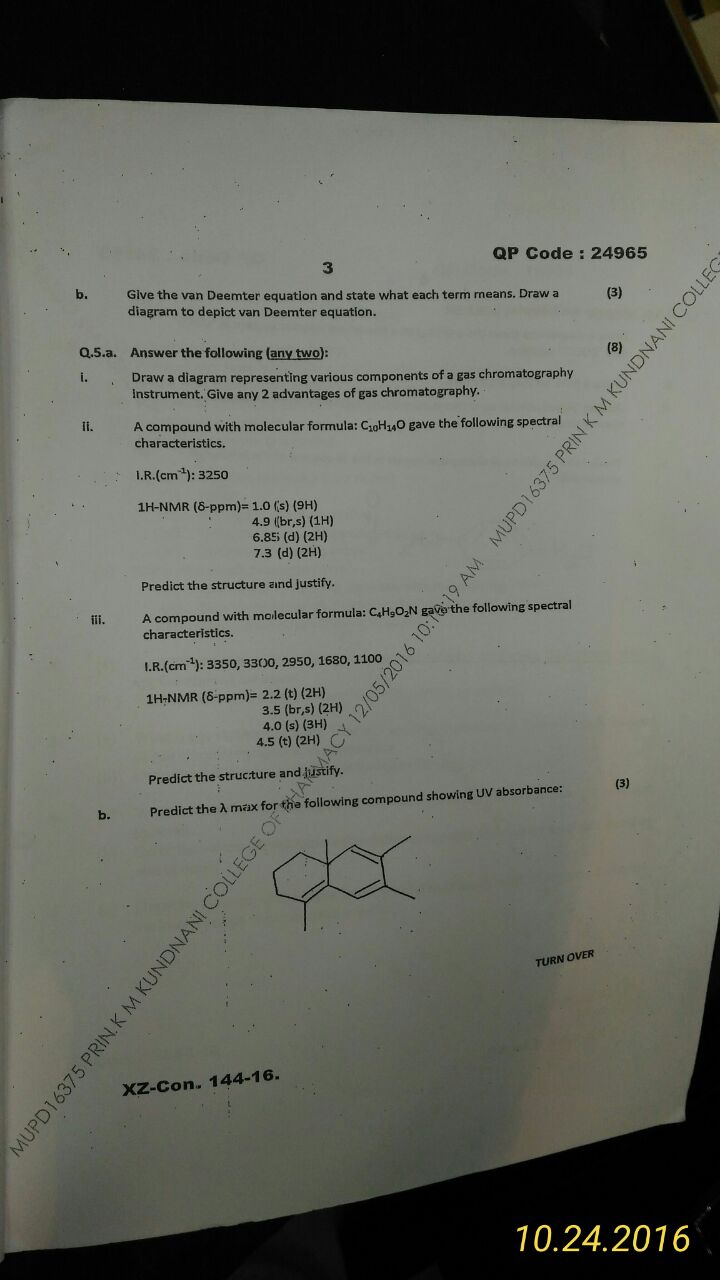 QP Code : 24965
3
b. Give the van Deemter equation and state what each term means. Draw a (3)
diagram to depict van Deemter equation.
Q.5.a. Answer the following (any two): (8)
i. Draw a diagram representing various components of a gas chromatography
instrument. Give any 2 advantages of gas chromatography.
ii. A compound with molecular formula: C₁₀H₁₄O gave the following spectral
characteristics.
I.R.(cm⁻¹): 3250
1H-NMR (δ-ppm)= 1.0 (s) (9H)
4.9 (br,s) (1H)
6.85 (d) (2H)
7.3 (d) (2H)
Predict the structure and justify.
iii. A compound with molecular formula: C₄H₉O₂N gave the following spectral
characteristics.
I.R.(cm⁻¹): 3350, 3300, 2950, 1680, 1100
1H-NMR (δ-ppm)= 2.2 (t) (2H)
3.5 (br,s) (2H)
4.0 (s) (3H)
4.5 (t) (2H)
Predict the structure and justify.
b. Predict the λ max for the following compound showing UV absorbance: (3)
TURN OVER
XZ-Con. 144-16.
MUPD16375 PRIN.K M KUNDNANI COLLEGE OF PHARMACY 12/05/2016 10:19:19 AM MUPD16375 PRIN K M KUNDNANI COLLEG
10.24.2016